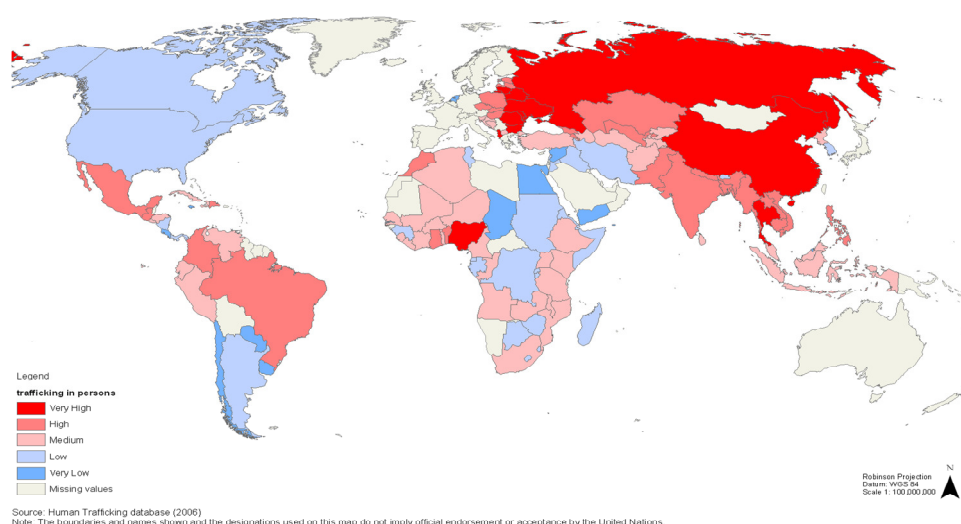 Legend
trafficking in persons
Very High
High
Medium
Low
Very Low
Missing values
N
Robinson Projection
Datum: WGS 84
Scale 1: 100,000,000
Source: Human Trafficking database (2006)
Note: The boundaries and names shown and the designations used on this map do not imply official endorsement or acceptance by the United Nations